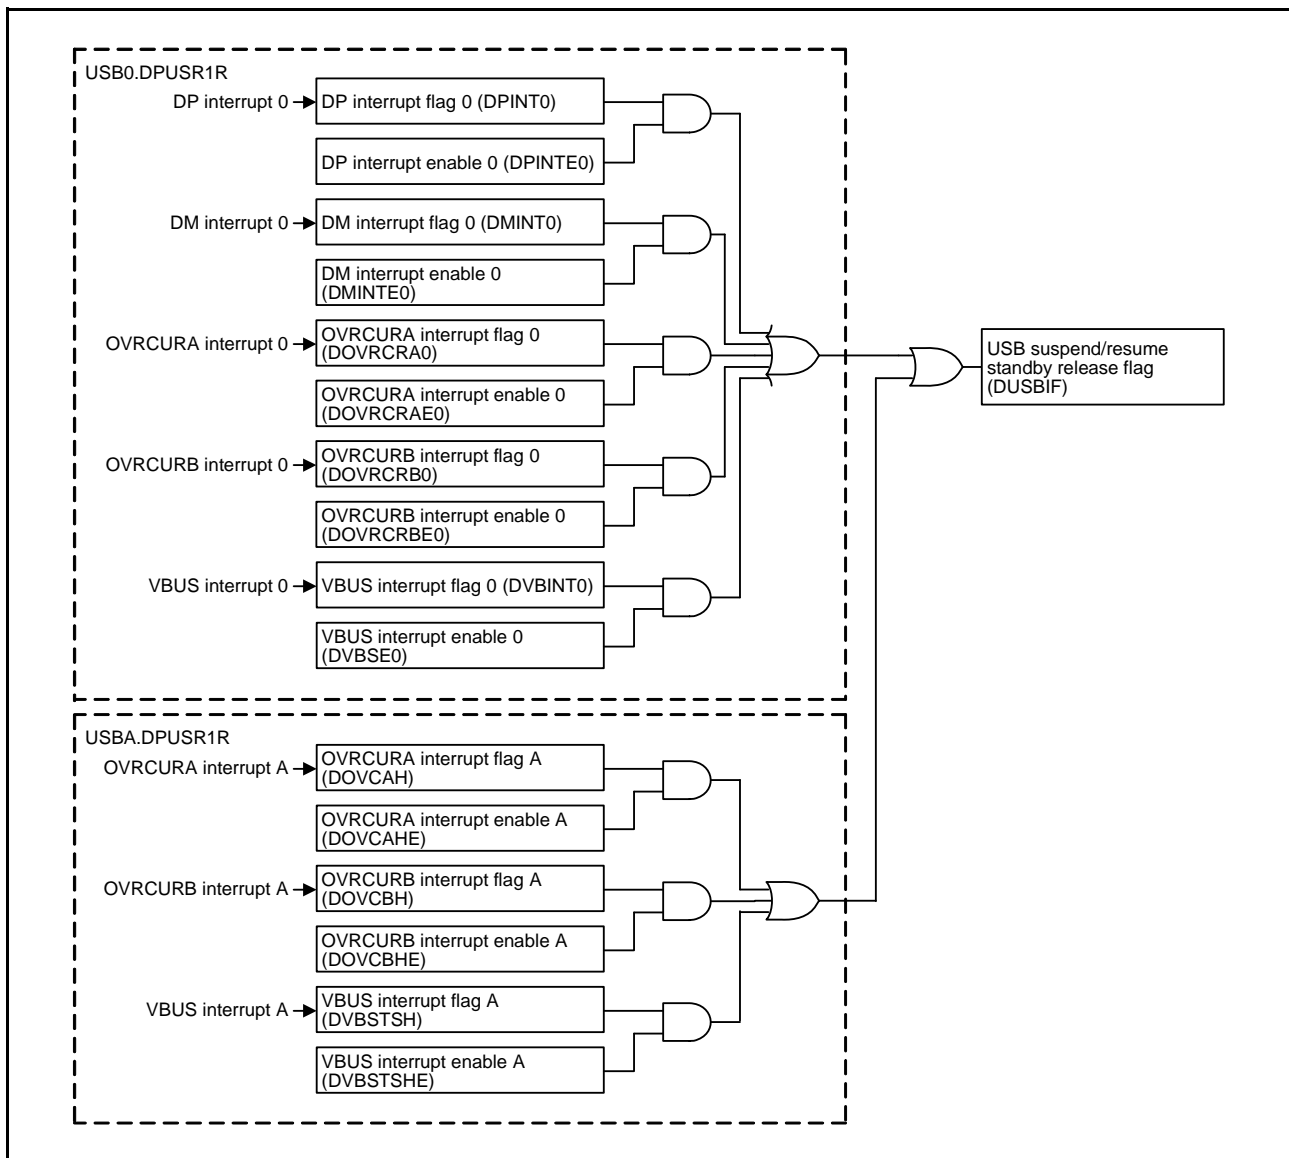 USB0.DPUSR1R
DP interrupt 0
DP interrupt flag 0 (DPINT0)
DP interrupt enable 0 (DPINTE0)
DM interrupt 0
DM interrupt flag 0 (DMINT0)
DM interrupt enable 0
(DMINTE0)
OVRCURA interrupt 0
OVRCURA interrupt flag 0
(DOVRCRA0)
OVRCURA interrupt enable 0
(DOVRCRAE0)
OVRCURB interrupt 0
OVRCURB interrupt flag 0
(DOVRCRB0)
OVRCURB interrupt enable 0
(DOVRCRBE0)
VBUS interrupt 0
VBUS interrupt flag 0 (DVBINT0)
VBUS interrupt enable 0
(DVBSE0)
USB suspend/resume
standby release flag
(DUSBIF)
USBA.DPUSR1R
OVRCURA interrupt A
OVRCURA interrupt flag A
(DOVCAH)
OVRCURA interrupt enable A
(DOVCAHE)
OVRCURB interrupt A
OVRCURB interrupt flag A
(DOVCBH)
OVRCURB interrupt enable A
(DOVCBHE)
VBUS interrupt A
VBUS interrupt flag A
(DVBSTSH)
VBUS interrupt enable A
(DVBSTSHE)